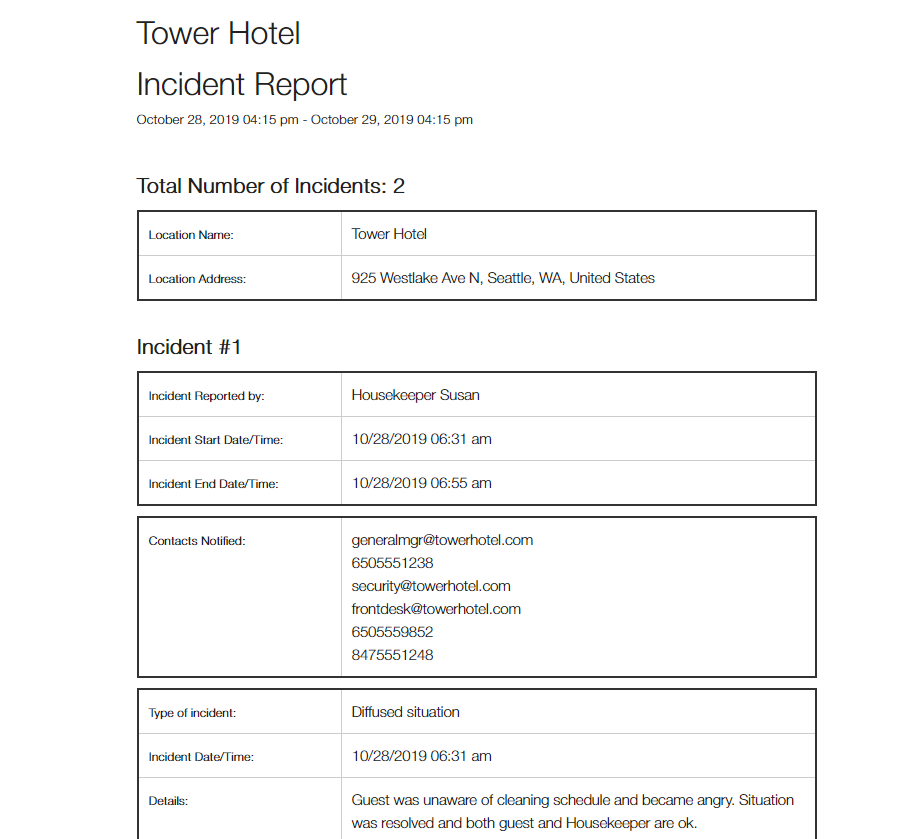 Tower Hotel
Incident Report
October 28, 2019 04:15 pm - October 29, 2019 04:15 pm
Total Number of Incidents: 2
Location Name: Tower Hotel
Location Address: 925 Westlake Ave N, Seattle, WA, United States
Incident #1
Incident Reported by: Housekeeper Susan
Incident Start Date/Time: 10/28/2019 06:31 am
Incident End Date/Time: 10/28/2019 06:55 am
Contacts Notified: generalmgr@towerhotel.com
6505551238
security@towerhotel.com
frontdesk@towerhotel.com
6505559852
8475551248
Type of incident: Diffused situation
Incident Date/Time: 10/28/2019 06:31 am
Details: Guest was unaware of cleaning schedule and became angry. Situation
was resolved and both guest and Housekeeper are ok.